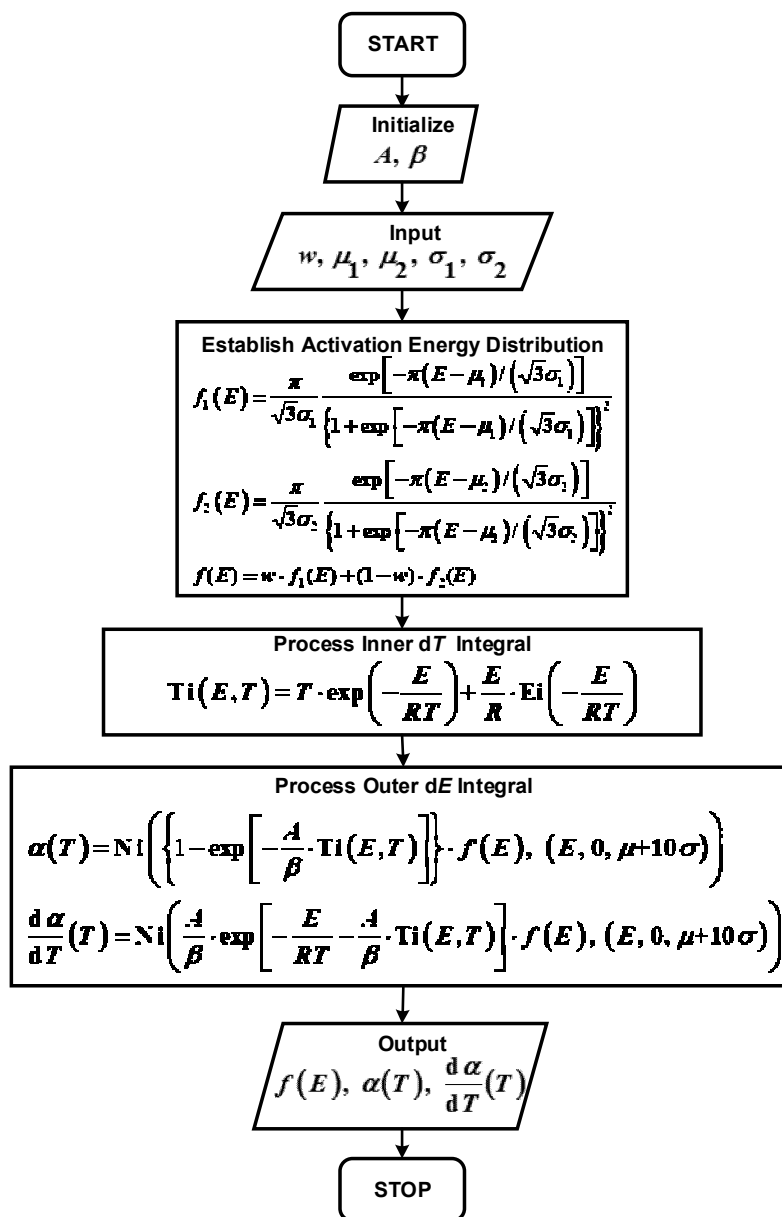 START
Initialize
A, β
Input
w, μ₁, μ₂, σ₁, σ₂
Establish Activation Energy Distribution
f₁(E) = π/(√3σ₁) exp[−π(E−μ₁)/(√3σ₁)] / {1+exp[−π(E−μ₁)/(√3σ₁)]}²
f₂(E) = π/(√3σ₂) exp[−π(E−μ₂)/(√3σ₂)] / {1+exp[−π(E−μ₂)/(√3σ₂)]}²
f(E) = w · f₁(E) + (1−w) · f₂(E)
Process Inner dT Integral
Ti(E,T) = T · exp(−E/RT) + E/R · Ei(−E/RT)
Process Outer dE Integral
α(T) = Ni({1−exp[−A/β · Ti(E,T)]} · f(E), (E, 0, μ+10σ))
dα/dT (T) = Ni(A/β · exp[−E/RT − A/β · Ti(E,T)] · f(E), (E, 0, μ+10σ))
Output
f(E), α(T), dα/dT (T)
STOP